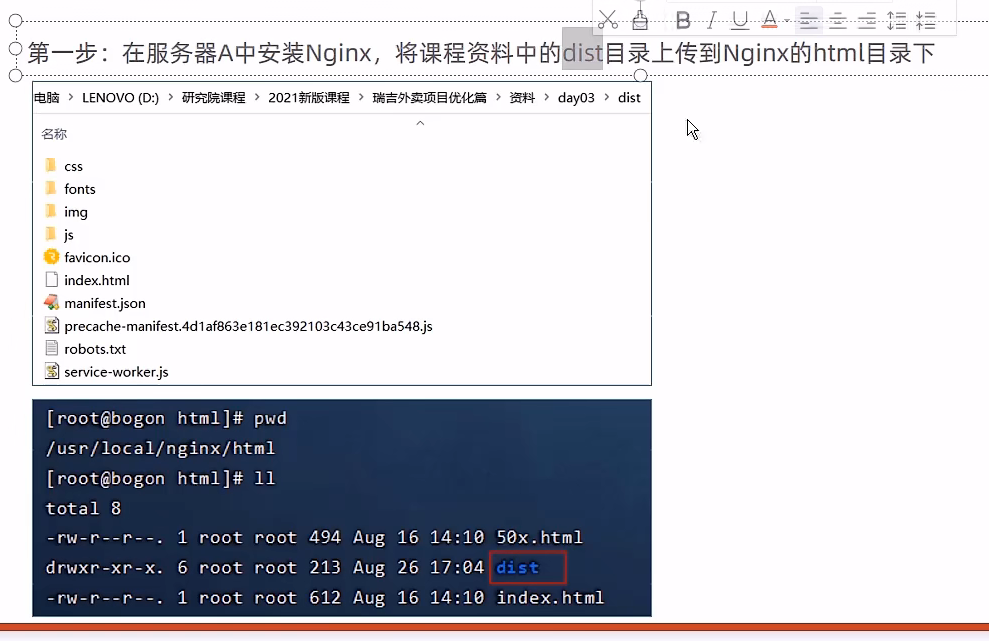 B I U A
第一步：在服务器A中安装Nginx，将课程资料中的dist目录上传到Nginx的html目录下
电脑 > LENOVO (D:) > 研究院课程 > 2021新版课程 > 瑞吉外卖项目优化篇 > 资料 > day03 > dist
名称
css
fonts
img
js
favicon.ico
index.html
manifest.json
precache-manifest.4d1af863e181ec392103c43ce91ba548.js
robots.txt
service-worker.js
[root@bogon html]# pwd
/usr/local/nginx/html
[root@bogon html]# ll
total 8
-rw-r--r--. 1 root root 494 Aug 16 14:10 50x.html
drwxr-xr-x. 6 root root 213 Aug 26 17:04 dist
-rw-r--r--. 1 root root 612 Aug 16 14:10 index.html